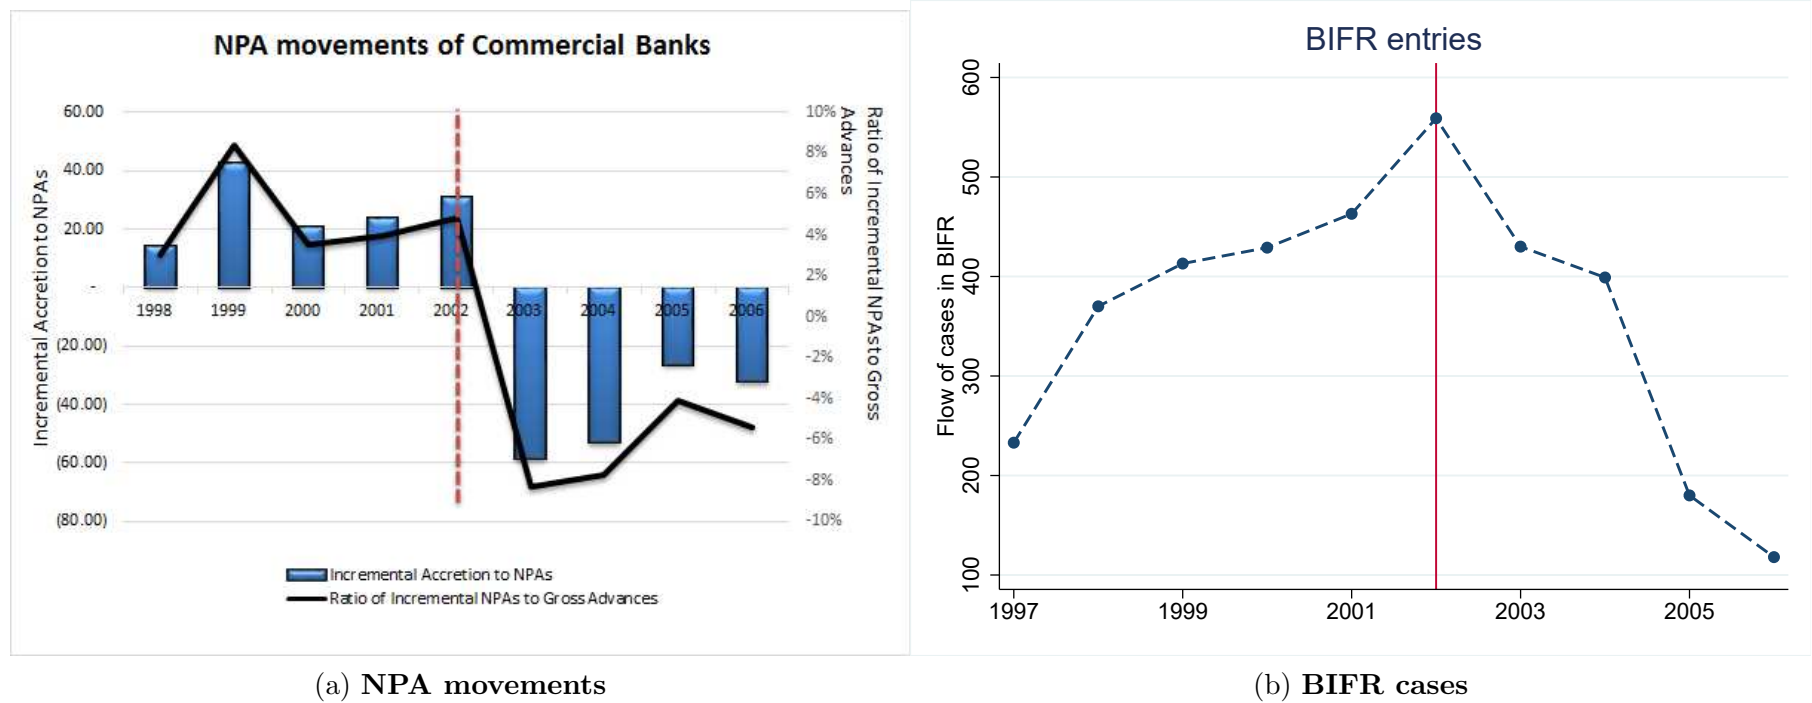 NPA movements of Commercial Banks
Incremental Accretion to NPAs
60.00
40.00
20.00
-
(20.00)
(40.00)
(60.00)
(80.00)
1998 1999 2000 2001 2002 2003 2004 2005 2006
10%
8%
6%
4%
2%
0%
-2%
-4%
-6%
-8%
-10%
Ratio of Incremental NPAs to Gross
Advances
Incremental Accretion to NPAs
Ratio of Incremental NPAs to Gross Advances
(a) NPA movements
BIFR entries
Flow of cases in BIFR
600
500
400
300
200
100
1997 1999 2001 2003 2005
(b) BIFR cases